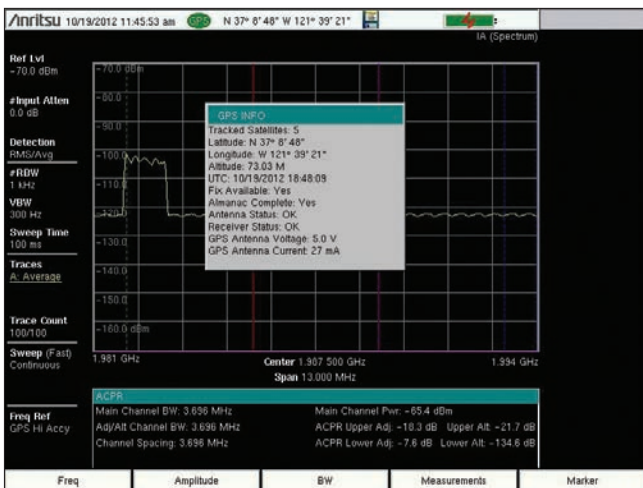 Anritsu 10/19/2012 11:45:53 am GPS N 37° 8' 48" W 121° 39' 21"
IA (Spectrum)
Ref Lvl
-70.0 dBm
#Input Atten
0.0 dB
Detection
RMS/Avg
#RBW
1 kHz
VBW
300 Hz
Sweep Time
100 ms
Traces
A: Average
Trace Count
100/100
Sweep (Fast)
Continuous
Freq Ref
GPS Hi Accy
-70.0 dBm
-80.0
-90.0
-100.0
-110.0
-120.0
-130.0
-140.0
-150.0
-160.0 dBm
GPS INFO
Tracked Satellites: 5
Latitude: N 37° 8' 48"
Longitude: W 121° 39' 21"
Altitude: 73.03 M
UTC: 10/19/2012 18:48:09
Fix Available: Yes
Almanac Complete: Yes
Antenna Status: OK
Receiver Status: OK
GPS Antenna Voltage: 5.0 V
GPS Antenna Current: 27 mA
1.981 GHz
Center 1.987 500 GHz
1.994 GHz
Span 13.000 MHz
ACPR
Main Channel BW: 3.696 MHz
Main Channel Pwr: -65.4 dBm
Adj/Alt Channel BW: 3.696 MHz
ACPR Upper Adj: -18.3 dB Upper Alt: -21.7 dB
Channel Spacing: 3.696 MHz
ACPR Lower Adj: -7.6 dB Lower Alt: -134.6 dB
Freq
Amplitude
BW
Measurements
Marker